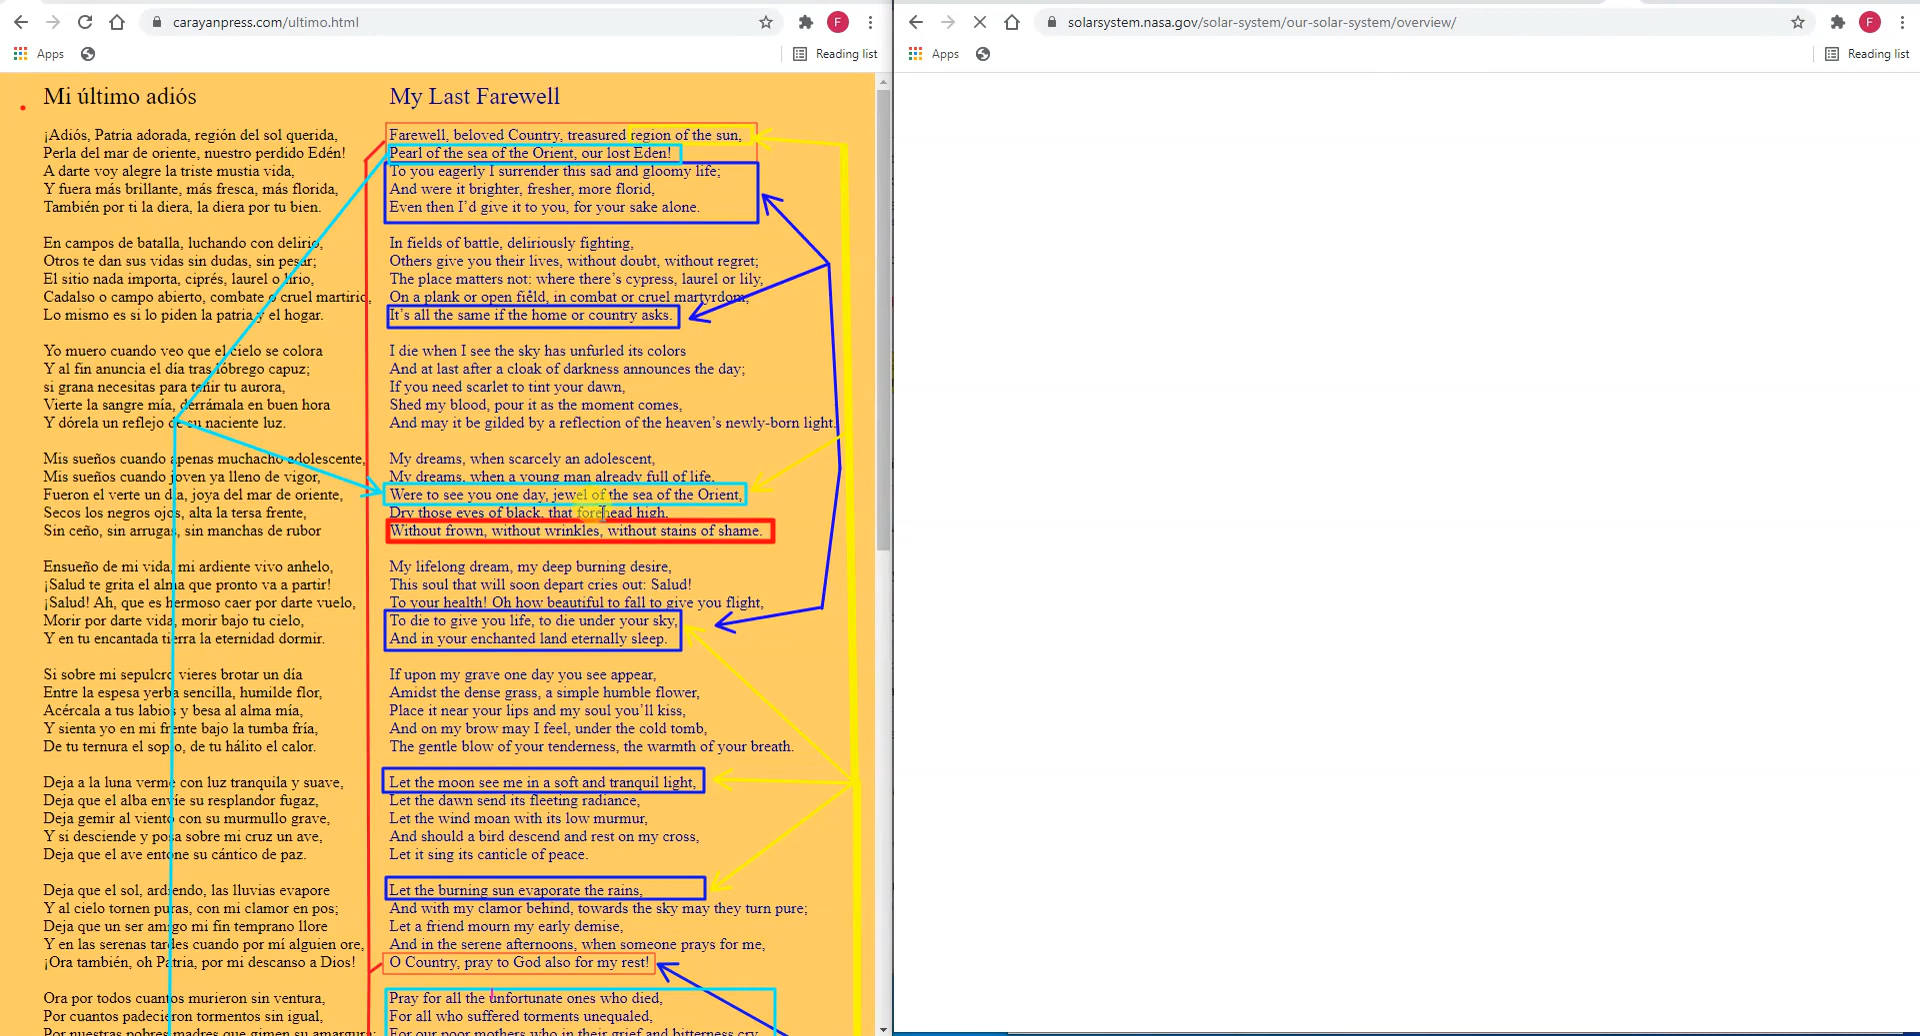 carayanpress.com/ultimo.html
F
Apps
Reading list
solarsystem.nasa.gov/solar-system/our-solar-system/overview/
F
Apps
Reading list
Mi último adiós
¡Adiós, Patria adorada, región del sol querida,
Perla del mar de oriente, nuestro perdido Edén!
A darte voy alegre la triste mustia vida,
Y fuera más brillante, más fresca, más florida,
También por ti la diera, la diera por tu bien.
En campos de batalla, luchando con delirio,
Otros te dan sus vidas sin dudas, sin pesar;
El sitio nada importa, ciprés, laurel o lirio,
Cadalso o campo abierto, combate o cruel martirio,
Lo mismo es si lo piden la patria y el hogar.
Yo muero cuando veo que el cielo se colora
Y al fin anuncia el día tras lóbrego capuz;
si grana necesitas para teñir tu aurora,
Vierte la sangre mía, derrámala en buen hora
Y dórela un reflejo de su naciente luz.
Mis sueños cuando apenas muchacho adolescente,
Mis sueños cuando joven ya lleno de vigor,
Fueron el verte un día, joya del mar de oriente,
Secos los negros ojos, alta la tersa frente,
Sin ceño, sin arrugas, sin manchas de rubor
Ensueño de mi vida, mi ardiente vivo anhelo,
¡Salud te grita el alma que pronto va a partir!
¡Salud! Ah, que es hermoso caer por darte vuelo,
Morir por darte vida, morir bajo tu cielo,
Y en tu encantada tierra la eternidad dormir.
Si sobre mi sepulcro vieres brotar un día
Entre la espesa yerba sencilla, humilde flor,
Acércala a tus labios y besa al alma mía,
Y sienta yo en mi frente bajo la tumba fría,
De tu ternura el soplo, de tu hálito el calor.
Deja a la luna verme con luz tranquila y suave,
Deja que el alba envíe su resplandor fugaz,
Deja gemir al viento con su murmullo grave,
Y si desciende y posa sobre mi cruz un ave,
Deja que el ave entone su cántico de paz.
Deja que el sol, ardiendo, las lluvias evapore
Y al cielo tornen puras, con mi clamor en pos;
Deja que un ser amigo mi fin temprano llore
Y en las serenas tardes cuando por mí alguien ore,
¡Ora también, oh Patria, por mi descanso a Dios!
Ora por todos cuantos murieron sin ventura,
Por cuantos padecieron tormentos sin igual,
Por nuestras pobres madres que gimen su amargura;
My Last Farewell
Farewell, beloved Country, treasured region of the sun,
Pearl of the sea of the Orient, our lost Eden!
To you eagerly I surrender this sad and gloomy life;
And were it brighter, fresher, more florid,
Even then I'd give it to you, for your sake alone.
In fields of battle, deliriously fighting,
Others give you their lives, without doubt, without regret;
The place matters not: where there's cypress, laurel or lily,
On a plank or open field, in combat or cruel martyrdom,
It's all the same if the home or country asks.
I die when I see the sky has unfurled its colors
And at last after a cloak of darkness announces the day;
If you need scarlet to tint your dawn,
Shed my blood, pour it as the moment comes,
And may it be gilded by a reflection of the heaven's newly-born light.
My dreams, when scarcely an adolescent,
My dreams, when a young man already full of life,
Were to see you one day, jewel of the sea of the Orient,
Dry those eyes of black, that forehead high,
Without frown, without wrinkles, without stains of shame.
My lifelong dream, my deep burning desire,
This soul that will soon depart cries out: Salud!
To your health! Oh how beautiful to fall to give you flight,
To die to give you life, to die under your sky,
And in your enchanted land eternally sleep.
If upon my grave one day you see appear,
Amidst the dense grass, a simple humble flower,
Place it near your lips and my soul you'll kiss,
And on my brow may I feel, under the cold tomb,
The gentle blow of your tenderness, the warmth of your breath.
Let the moon see me in a soft and tranquil light,
Let the dawn send its fleeting radiance,
Let the wind moan with its low murmur,
And should a bird descend and rest on my cross,
Let it sing its canticle of peace.
Let the burning sun evaporate the rains,
And with my clamor behind, towards the sky may they turn pure;
Let a friend mourn my early demise,
And in the serene afternoons, when someone prays for me,
O Country, pray to God also for my rest!
Pray for all the unfortunate ones who died,
For all who suffered torments unequaled,
For our poor mothers who in their grief and bitterness cry